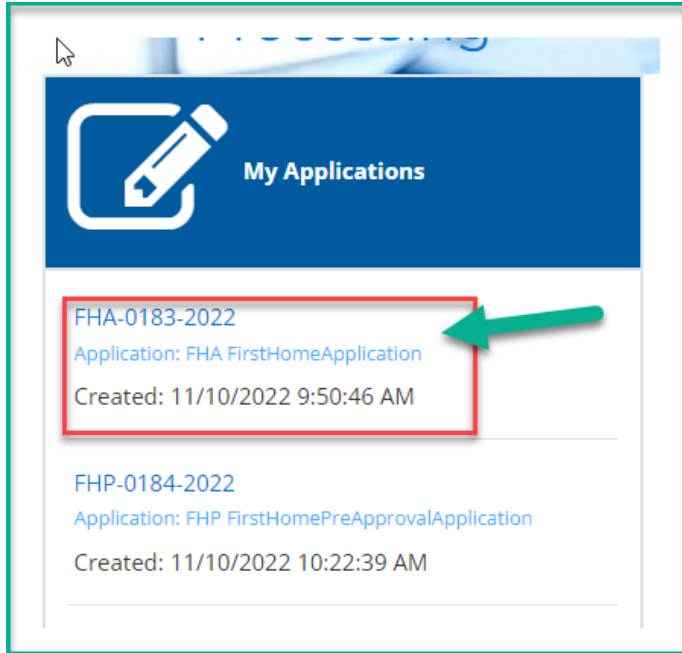 Processing
My Applications
FHA-0183-2022
Application: FHA FirstHomeApplication
Created: 11/10/2022 9:50:46 AM
FHP-0184-2022
Application: FHP FirstHomePreApprovalApplication
Created: 11/10/2022 10:22:39 AM